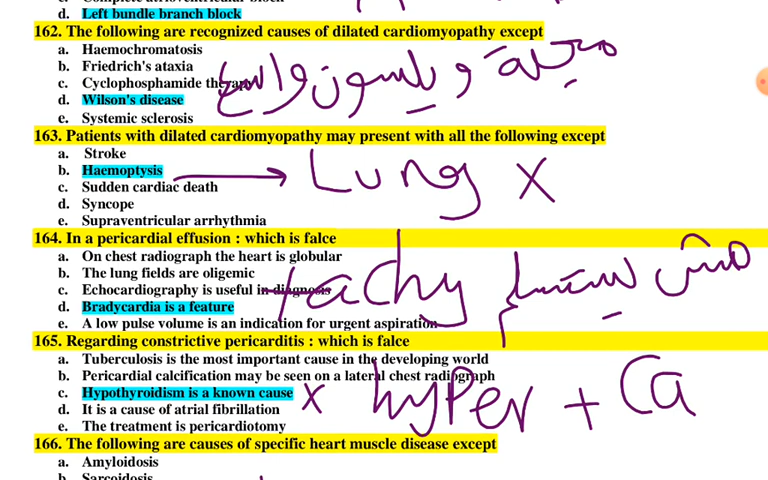 d. Left bundle branch block
162. The following are recognized causes of dilated cardiomyopathy except
a. Haemochromatosis
b. Friedrich's ataxia
c. Cyclophosphamide therapy
d. Wilson's disease
e. Systemic sclerosis
163. Patients with dilated cardiomyopathy may present with all the following except
a. Stroke
b. Haemoptysis → Lung X
c. Sudden cardiac death
d. Syncope
e. Supraventricular arrhythmia
164. In a pericardial effusion : which is falce
a. On chest radiograph the heart is globular
b. The lung fields are oligemic
c. Echocardiography is useful in diagnosis
tachy
مش
d. Bradycardia is a feature
e. A low pulse volume is an indication for urgent aspiration
165. Regarding constrictive pericarditis : which is falce
a. Tuberculosis is the most important cause in the developing world
b. Pericardial calcification may be seen on a lateral chest radiograph
c. Hypothyroidism is a known cause X hyper + Ca
d. It is a cause of atrial fibrillation
e. The treatment is pericardiotomy
166. The following are causes of specific heart muscle disease except
a. Amyloidosis
b. Sarcoidosis